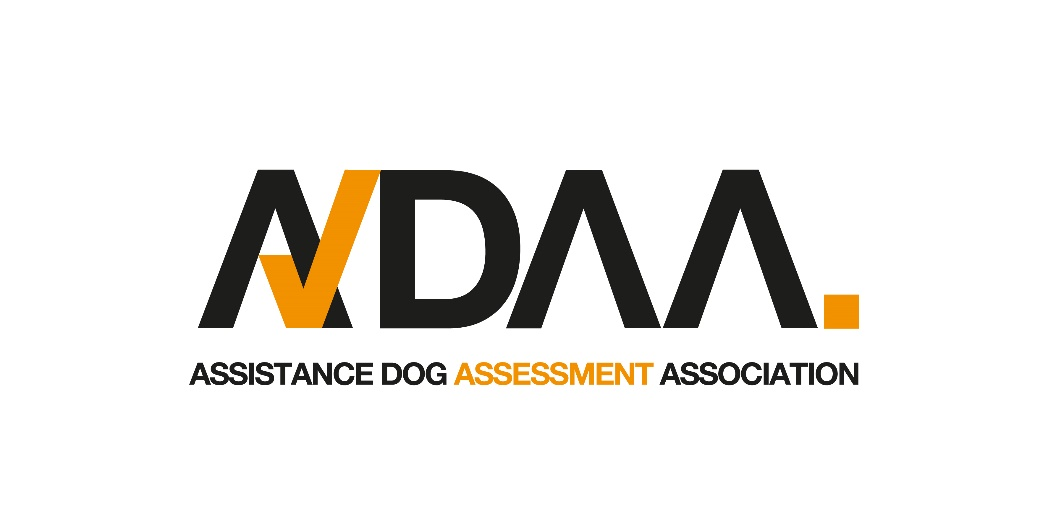 ADAA.
ASSISTANCE DOG ASSESSMENT ASSOCIATION